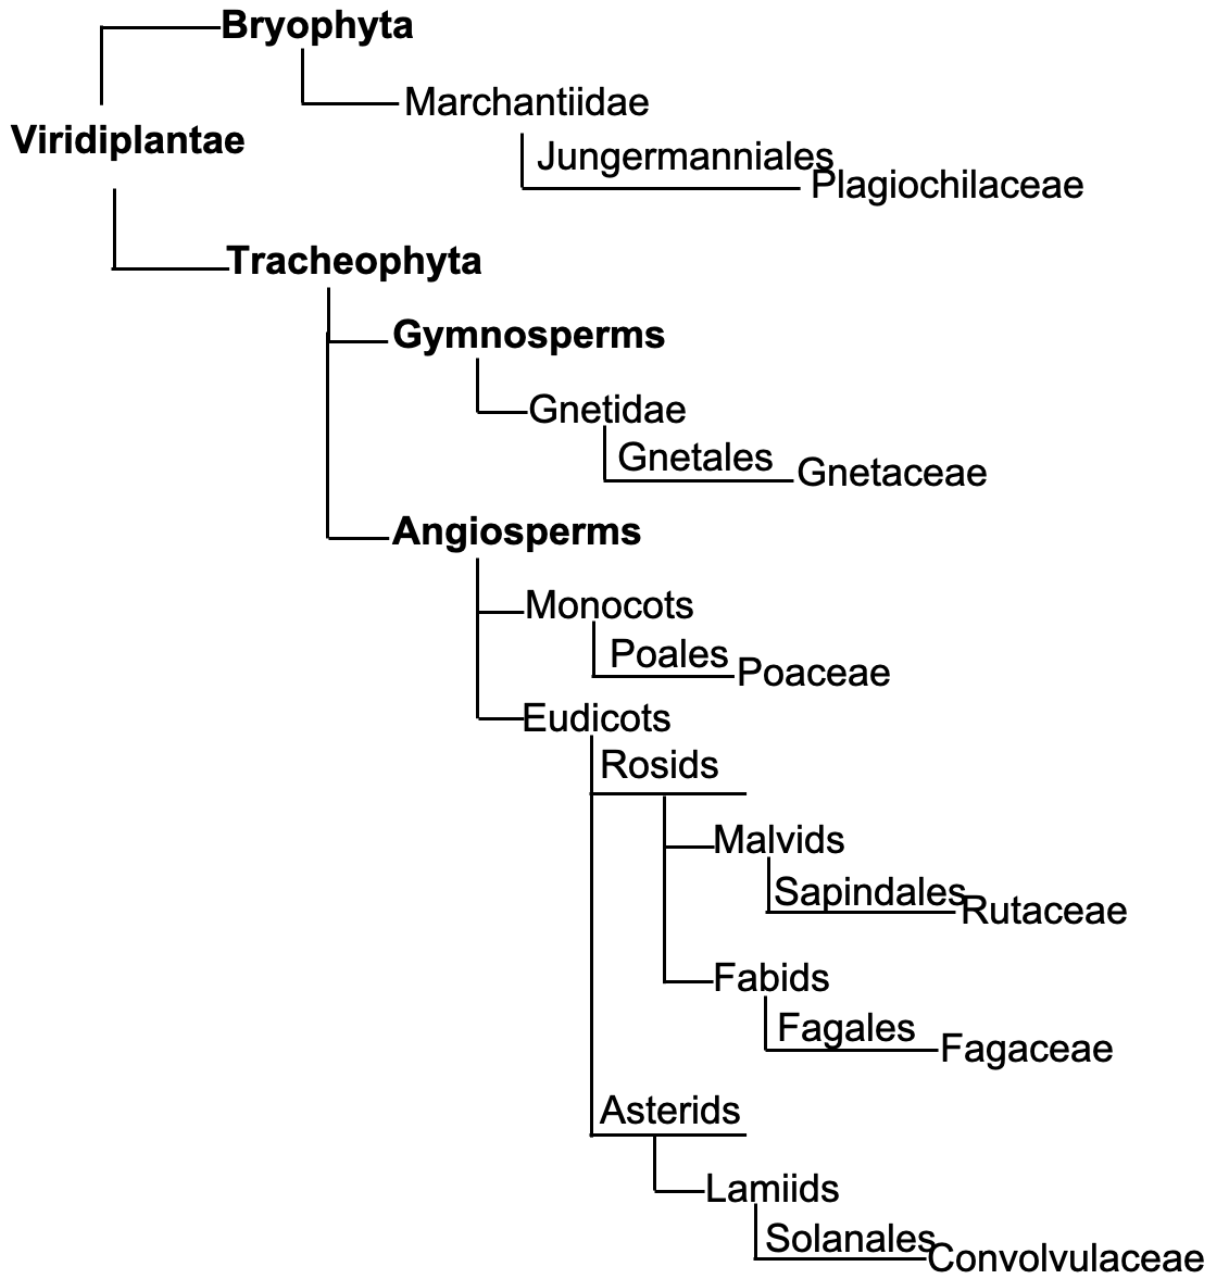 Bryophyta
Marchantiidae
Viridiplantae
Jungermanniales
Plagiochilaceae
Tracheophyta
Gymnosperms
Gnetidae
Gnetales
Gnetaceae
Angiosperms
Monocots
Poales
Poaceae
Eudicots
Rosids
Malvids
Sapindales
Rutaceae
Fabids
Fagales
Fagaceae
Asterids
Lamiids
Solanales
Convolvulaceae